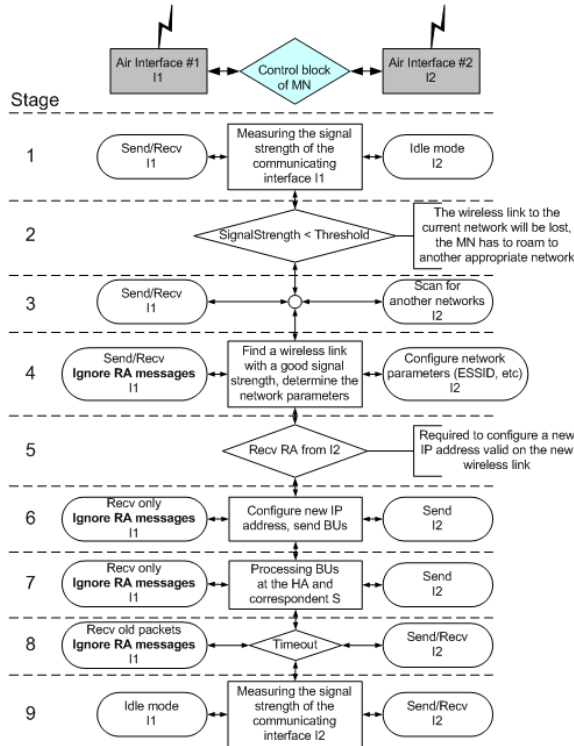 Air Interface #1
I1
Control block
of MN
Air Interface #2
I2
Stage
1
Send/Recv
I1
Measuring the signal
strength of the
communicating
interface I1
Idle mode
I2
2
SignalStrength < Threshold
The wireless link to the
current network will be lost,
the MN has to roam to
another appropriate network
3
Send/Recv
I1
Scan for
another networks
I2
4
Send/Recv
Ignore RA messages
I1
Find a wireless link
with a good signal
strength, determine the
network parameters
Configure network
parameters (ESSID, etc)
I2
5
Recv RA from I2
Required to configure a new
IP address valid on the new
wireless link
6
Recv only
Ignore RA messages
I1
Configure new IP
address, send BUs
Send
I2
7
Recv only
Ignore RA messages
I1
Processing BUs
at the HA and
correspondent S
Send
I2
8
Recv old packets
Ignore RA messages
I1
Timeout
Send/Recv
I2
9
Idle mode
I1
Measuring the signal
strength of the
communicating
interface I2
Send/Recv
I2